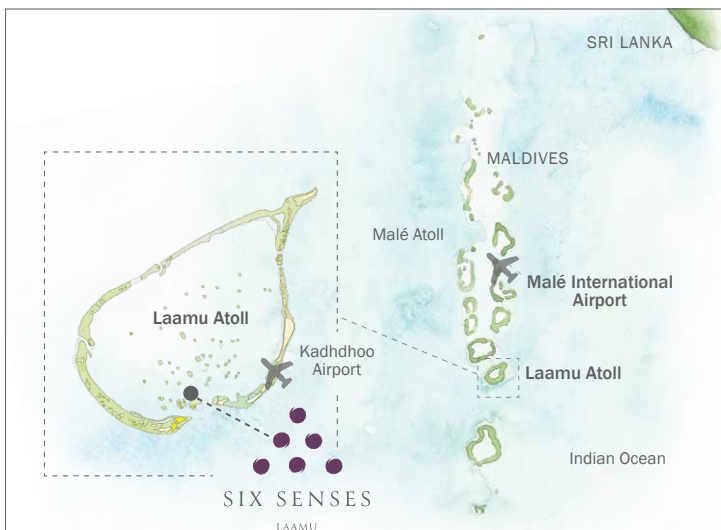 SRI LANKA
MALDIVES
Malé Atoll
Malé International
Airport
Laamu Atoll
Kadhdhoo
Airport
Laamu Atoll
Indian Ocean
SIX SENSES
LAAMU